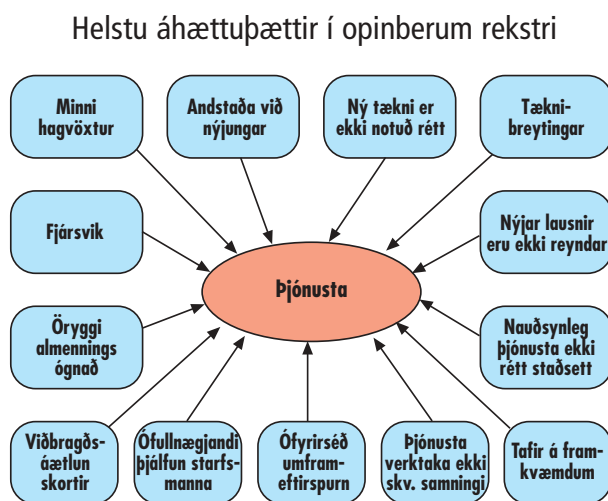 Helstu áhættuþættir í opinberum rekstri
Minni
hagvöxtur
Andstaða við
nýjungar
Ný tækni er
ekki notuð rétt
Tækni-
breytingar
Fjársvik
Nýjar lausnir
eru ekki reyndar
Þjónusta
Öryggi
almennings
ógnað
Nauðsynleg
þjónusta ekki
rétt staðsett
Viðbragðs-
áætlun
skortir
Ófullnægjandi
þjálfun starfs-
manna
Ófyrirséð
umfram-
eftirspurn
Þjónusta
verktaka ekki
skv. samningi
Tafir á fram-
kvæmdum